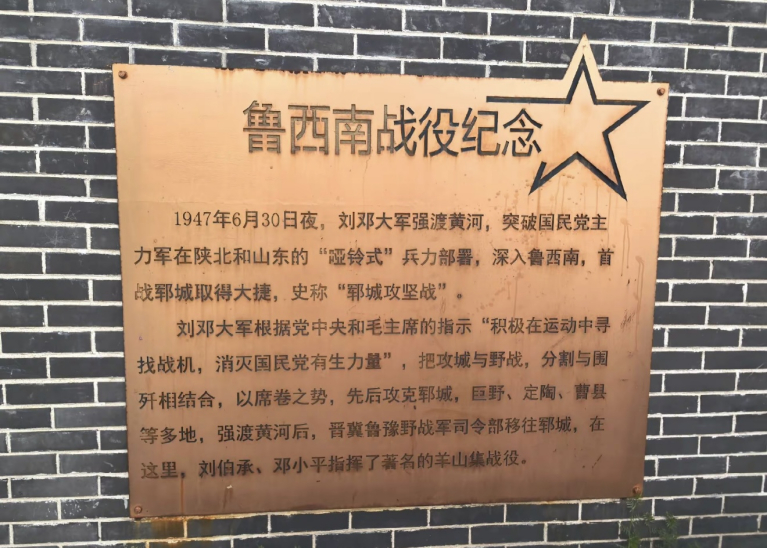 鲁西南战役纪念
1947年6月30日夜，刘邓大军强渡黄河，突破国民党主
力军在陕北和山东的“哑铃式”兵力部署，深入鲁西南，首
战郓城取得大捷，史称“郓城攻坚战”。
刘邓大军根据党中央和毛主席的指示“积极在运动中寻
找战机，消灭国民党有生力量”，把攻城与野战，分割与围
歼相结合，以席卷之势，先后攻克郓城，巨野、定陶、曹县
等多地，强渡黄河后，晋冀鲁豫野战军司令部移往郓城，在
这里，刘伯承、邓小平指挥了著名的羊山集战役。